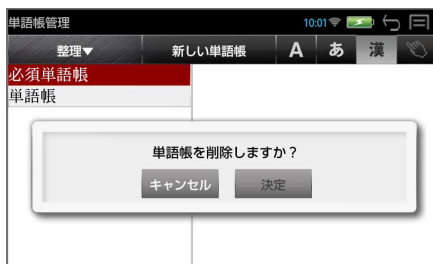 単語帳管理 10:01
整理▼ 新しい単語帳 A あ 漢
必須単語帳
単語帳
単語帳を削除しますか？
キャンセル 決定